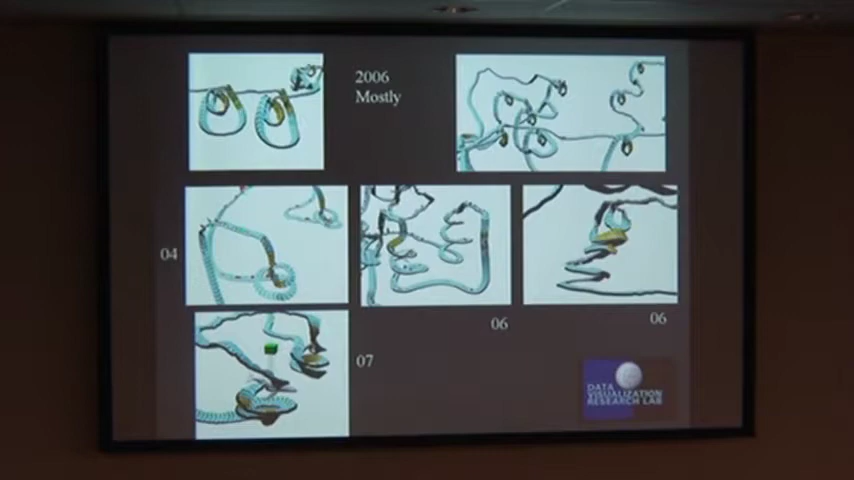 2006
Mostly
04
06
06
07
DATA
VISUALIZATION
RESEARCH LAB